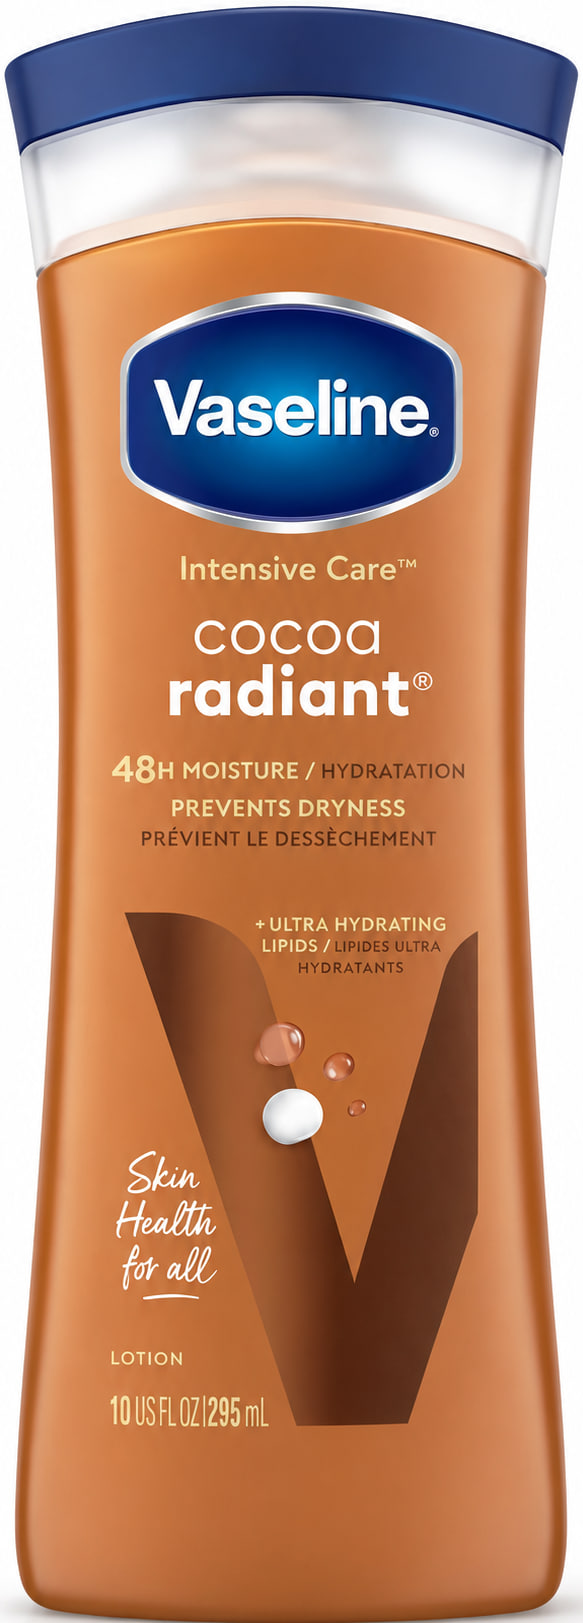 Vaseline®
Intensive Care™
cocoa
radiant®
48H MOISTURE / HYDRATATION
PREVENTS DRYNESS
PRÉVIENT LE DESSÈCHEMENT
+ ULTRA HYDRATING
LIPIDS / LIPIDES ULTRA
HYDRATANTS
Skin
Health
for all
LOTION
10 US FL OZ | 295 mL